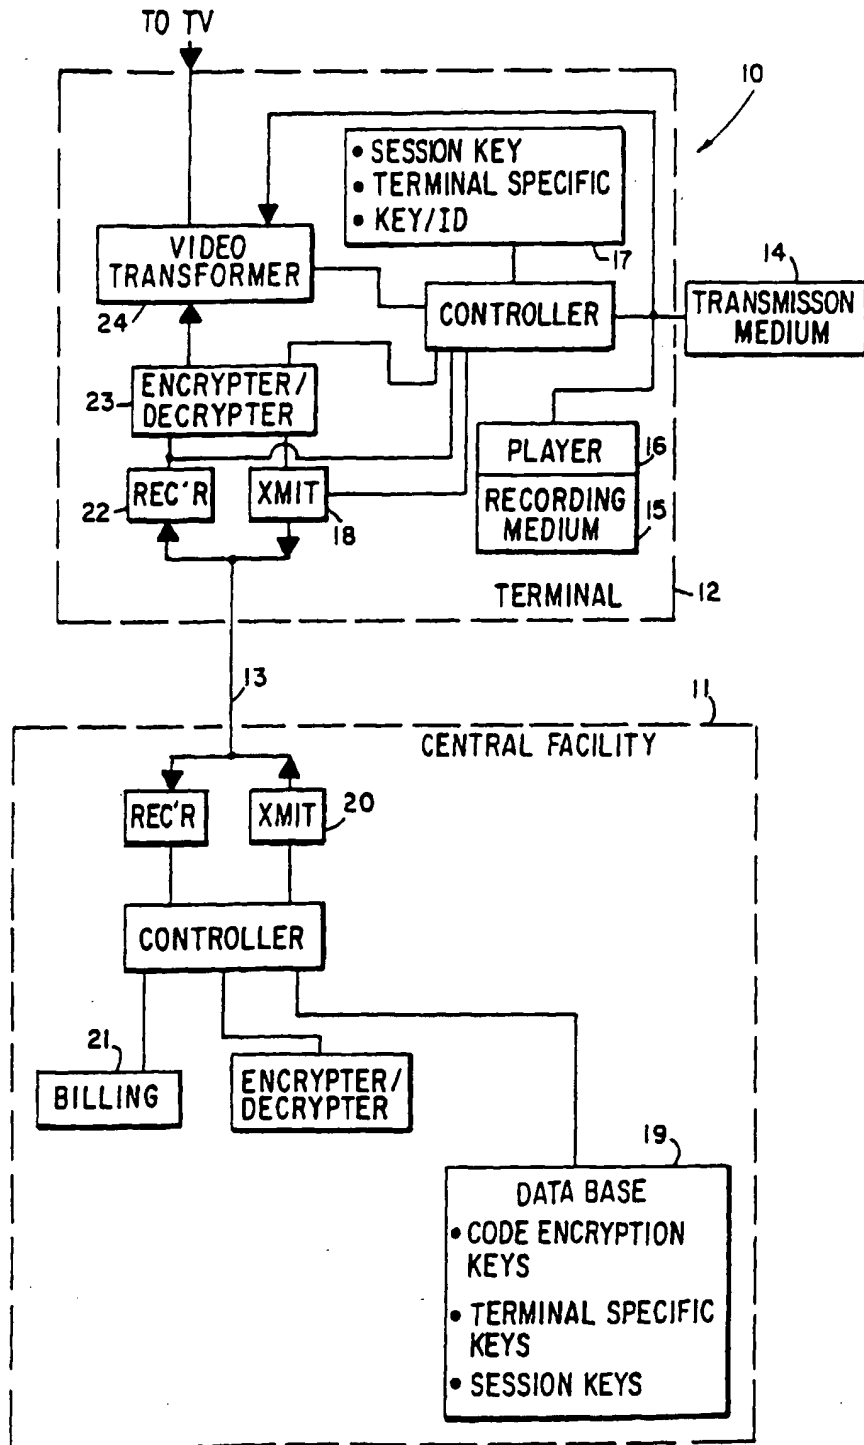 TO TV
10
• SESSION KEY
• TERMINAL SPECIFIC
• KEY/ID
17
VIDEO
TRANSFORMER
24
CONTROLLER
14
TRANSMISSON
MEDIUM
23
ENCRYPTER/
DECRYPTER
PLAYER
16
22
REC'R
XMIT
18
RECORDING
MEDIUM
15
TERMINAL
12
13
11
CENTRAL FACILITY
REC'R
XMIT
20
CONTROLLER
21
BILLING
ENCRYPTER/
DECRYPTER
19
DATA BASE
• CODE ENCRYPTION
KEYS
• TERMINAL SPECIFIC
KEYS
• SESSION KEYS